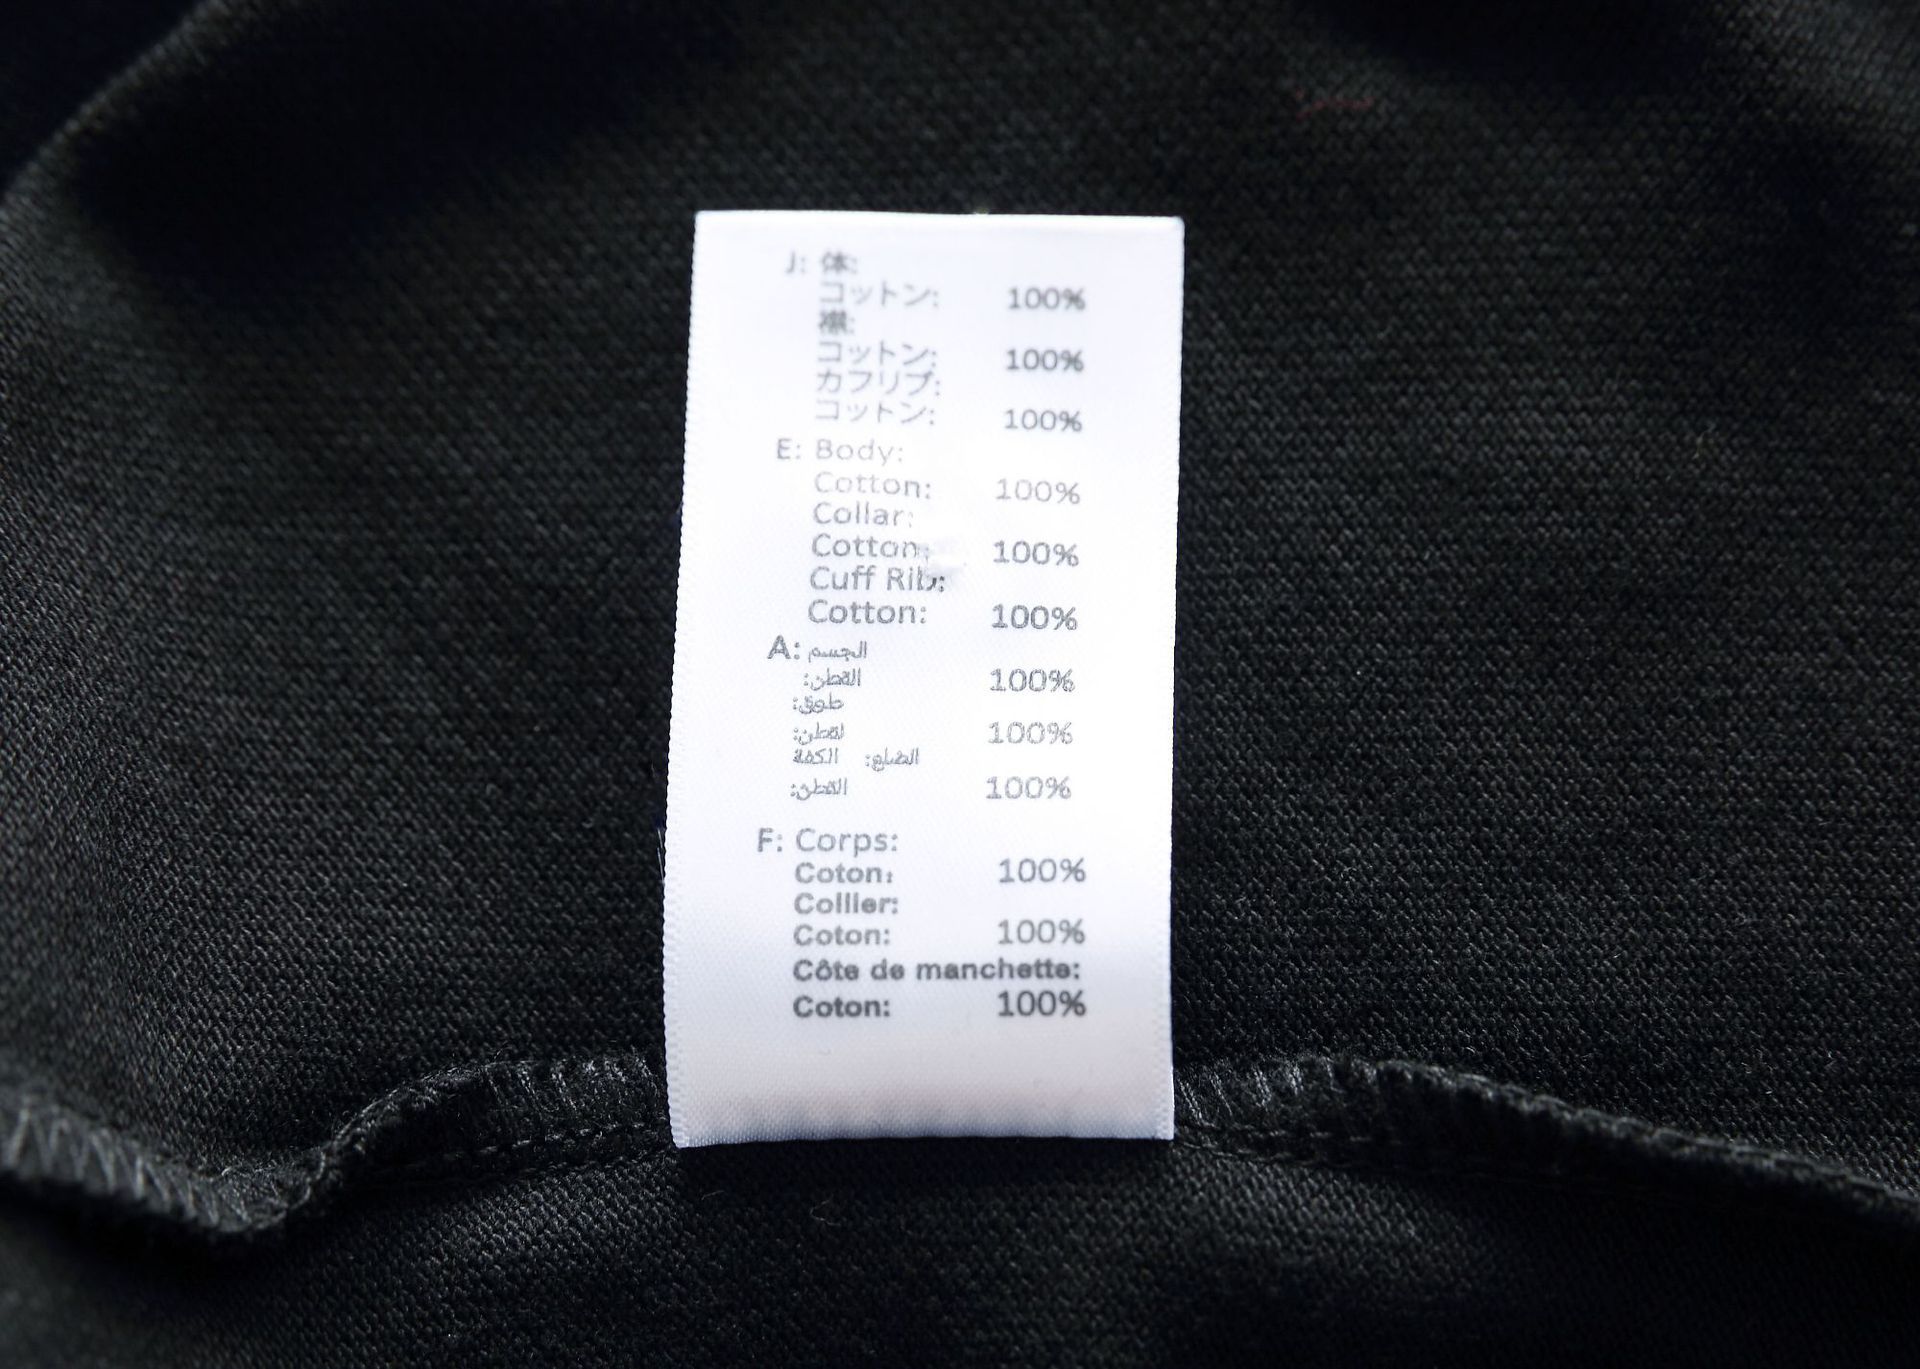 J: 体:
コットン: 100%
襟:
コットン: 100%
カフリブ:
コットン: 100%
E: Body:
Cotton: 100%
Collar:
Cotton: 100%
Cuff Rib:
Cotton: 100%
A: الجسم
القطن: 100%
طوق:
لقطن: 100%
الضلع: الكفة
القطن: 100%
F: Corps:
Coton: 100%
Collier:
Coton: 100%
Côte de manchette:
Coton: 100%